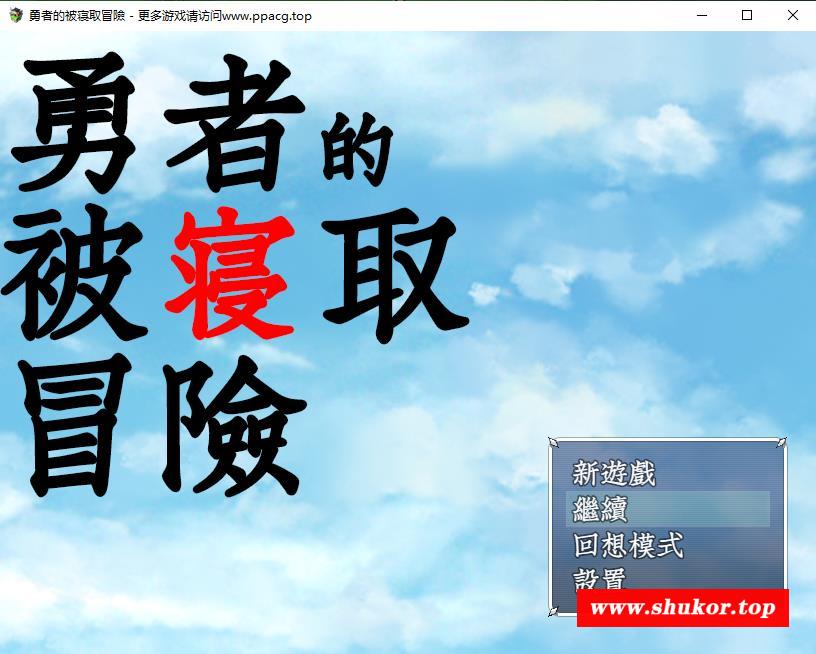 勇者的被寝取冒險 - 更多游戏请访问www.ppacg.top
勇者的
被寝取
冒險
新遊戲
繼續
回想模式
設置
www.shukor.top